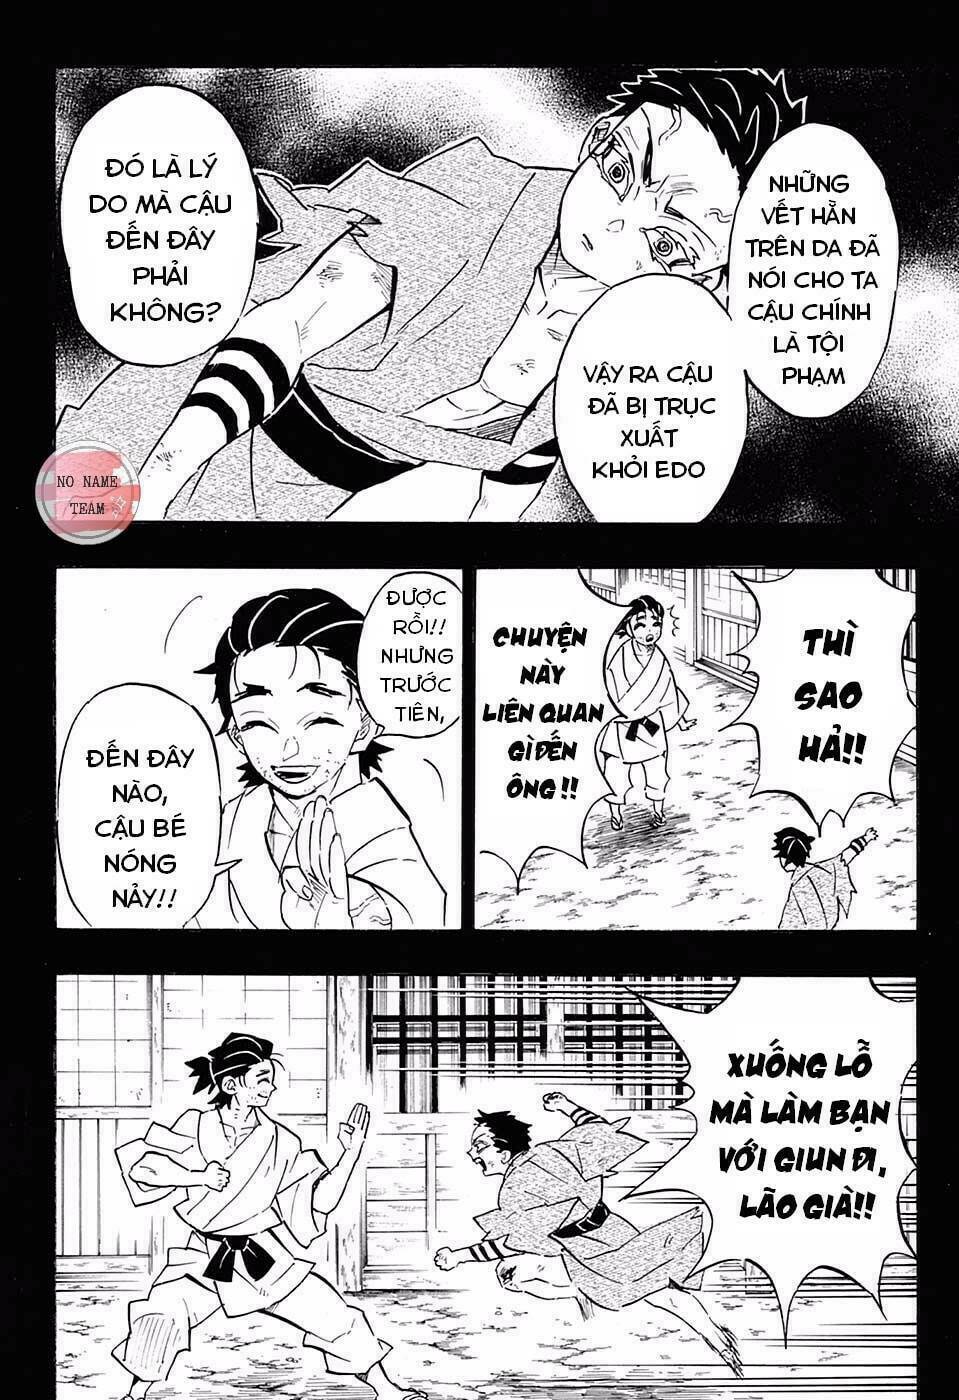 NHỮNG
VẾT HẰN
TRÊN DA ĐÃ
NÓI CHO TA
CẬU CHÍNH
LÀ TỘI
PHẠM
VẬY RA CẬU
ĐÃ BỊ TRỤC
XUẤT
KHỎI EDO
ĐÓ LÀ LÝ
DO MÀ CẬU
ĐẾN ĐÂY
PHẢI
KHÔNG?
NO NAME
TEAM
THÌ
SAO
HẢ!!
CHUYỆN
NÀY
LIÊN QUAN
GÌ ĐẾN
ÔNG!!
ĐƯỢC
RỒI!!
NHƯNG
TRƯỚC
TIÊN,
ĐẾN ĐÂY
NÀO,
CẬU BÉ
NÓNG
NẢY!!
XUỐNG LỖ
MÀ LÀM BẠN
VỚI GIUN ĐI,
LÃO GIÀ!!